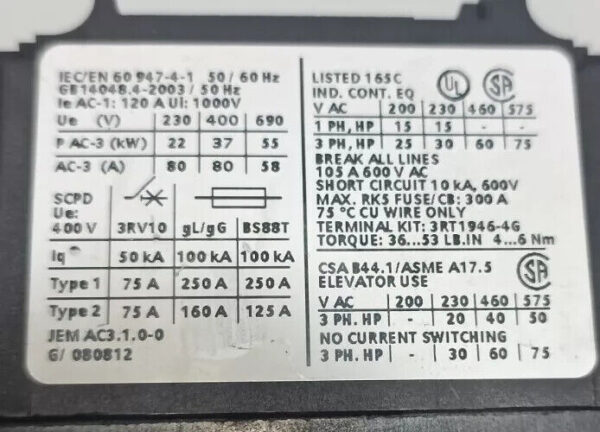 IEC/EN 60 947-4-1 50 / 60 Hz
GB14048.4-2003 / 50 Hz
Ie AC-1: 120 A Ui: 1000V
Ue (V) 230 400 690
P AC-3 (kW) 22 37 55
AC-3 (A) 80 80 58
SCPD
Ue:
400 V 3RV10 gL/gG BS88T
Iq 50 kA 100 kA 100 kA
Type 1 75 A 250 A 250 A
Type 2 75 A 160 A 125 A
JEM AC3.1.0-0
G/ 080812
LISTED 165C UL SA
IND. CONT. EQ
V AC 200 230 460 575
1 PH, HP 15 15 - -
3 PH, HP 25 30 60 75
BREAK ALL LINES
105 A 600 V AC
SHORT CIRCUIT 10 kA, 600V
MAX. RK5 FUSE/CB: 300 A
75 °C CU WIRE ONLY
TERMINAL KIT: 3RT1946-4G
TORQUE: 36...53 LB.IN 4...6 Nm
CSA B44.1/ASME A17.5 SA
ELEVATOR USE
V AC 200 230 460 575
3 PH. HP - 20 40 50
NO CURRENT SWITCHING
3 PH. HP - 30 60 75